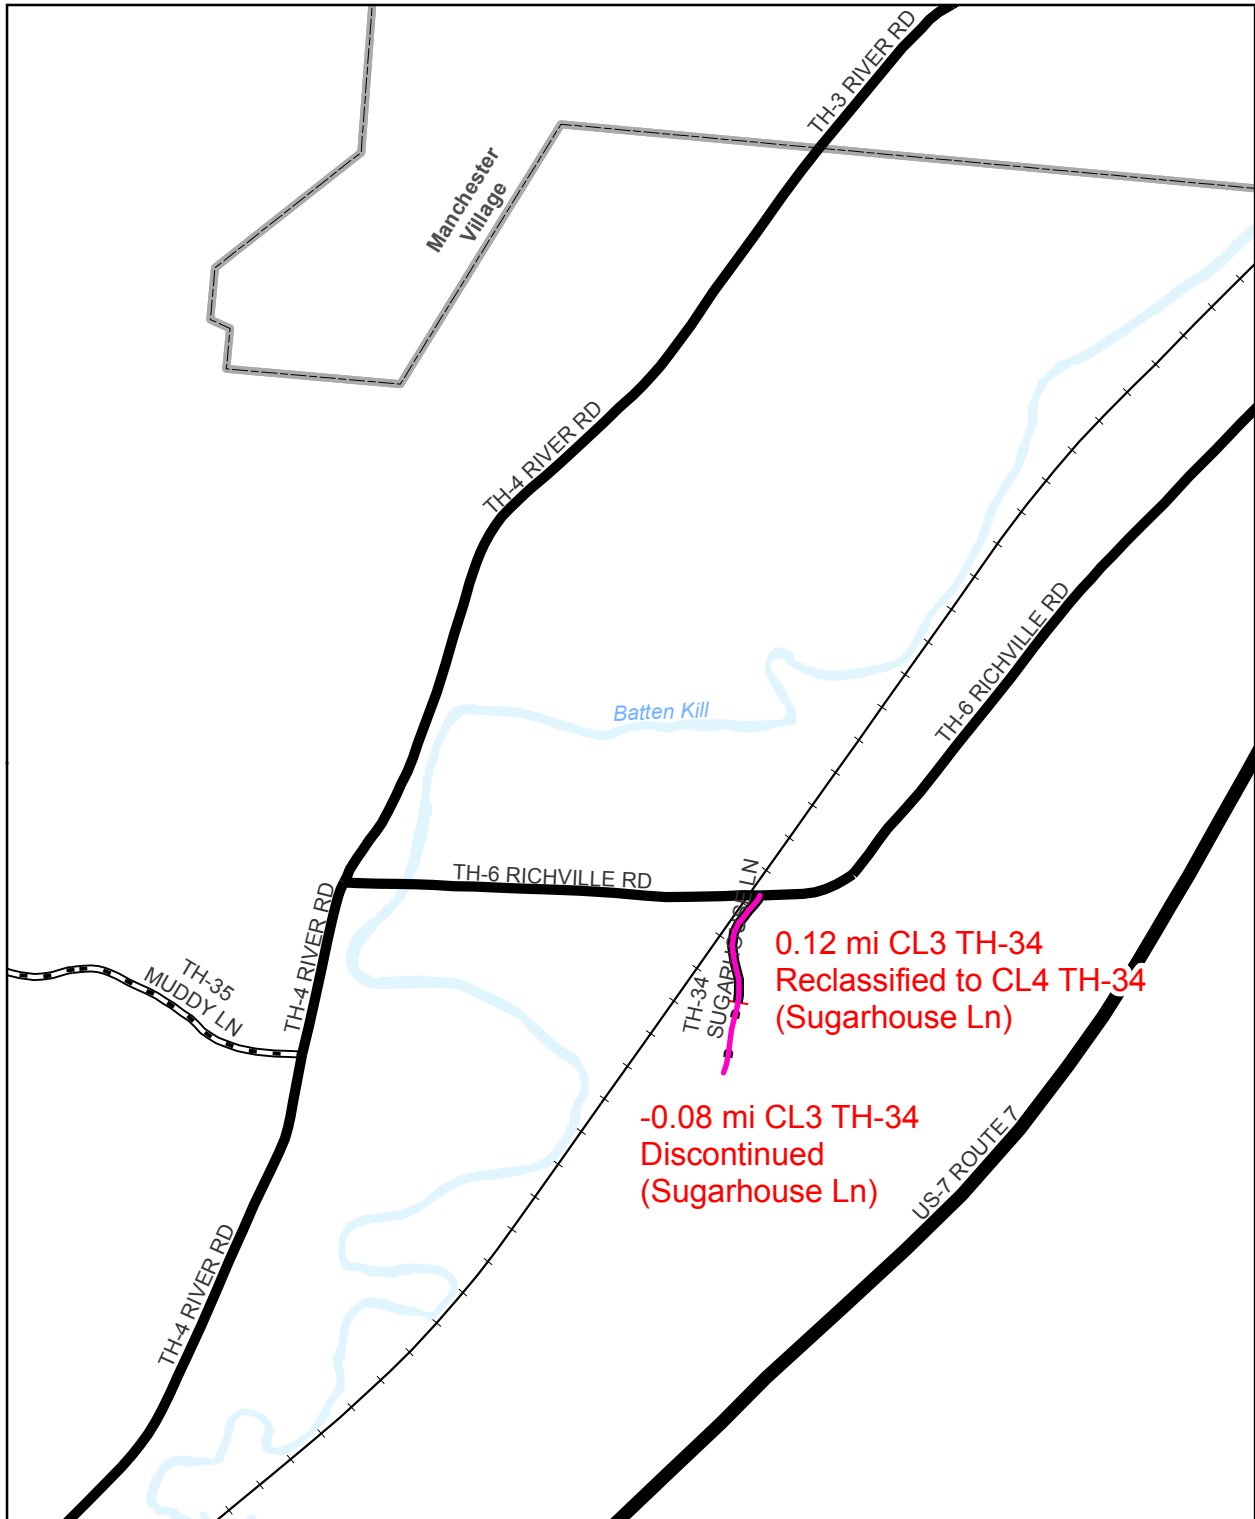 TH-3 RIVER RD
Manchester
Village
TH-4 RIVER RD
TH-6 RICHVILLE RD
Batten Kill
TH-6 RICHVILLE RD
TH-4 RIVER RD
TH-35
MUDDY LN
TH-34
SUGARHOUSE LN
0.12 mi CL3 TH-34
Reclassified to CL4 TH-34
(Sugarhouse Ln)
-0.08 mi CL3 TH-34
Discontinued
(Sugarhouse Ln)
US-7 ROUTE 7
TH-4 RIVER RD